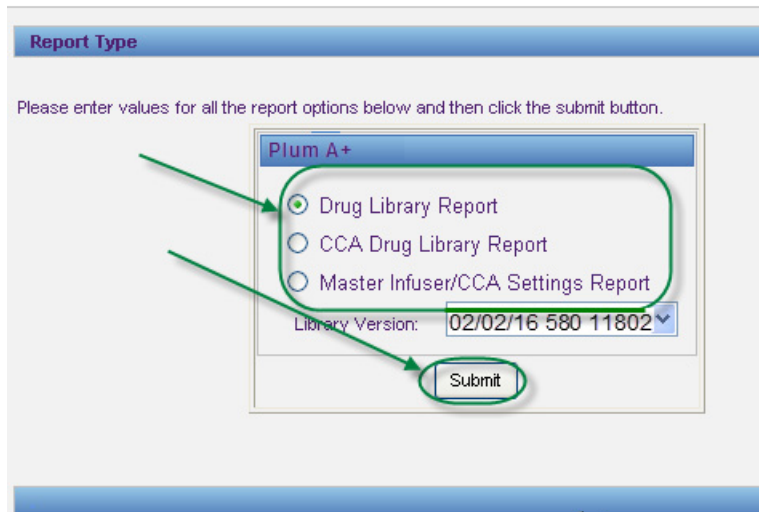 Report Type
Please enter values for all the report options below and then click the submit button.
Plum A+
Drug Library Report
CCA Drug Library Report
Master Infuser/CCA Settings Report
Library Version: 02/02/16 580 11802
Submit